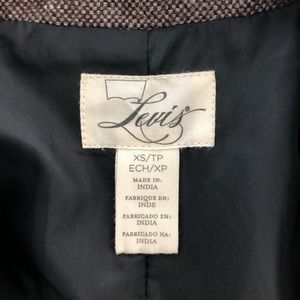 Levi's
XS/TP
ECH/XP
MADE IN:
INDIA
FABRIQUE EN:
INDE
FABRICADO EN:
INDIA
FABRICADO NA:
INDIA